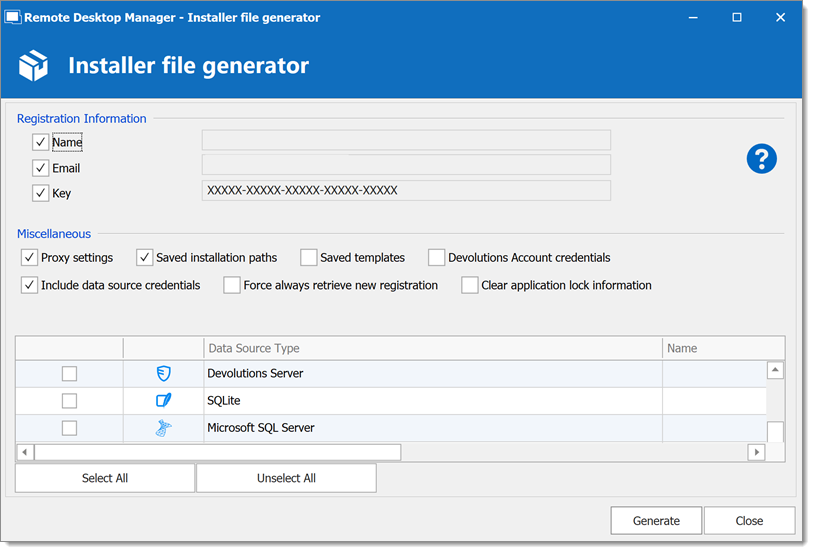 Remote Desktop Manager - Installer file generator
Installer file generator
Registration Information
Name
Email
Key XXXXX-XXXXX-XXXXX-XXXXX-XXXXX
?
Miscellaneous
Proxy settings Saved installation paths Saved templates Devolutions Account credentials
Include data source credentials Force always retrieve new registration Clear application lock information
Data Source Type Name
Devolutions Server
SQLite
Microsoft SQL Server
Select All Unselect All
Generate Close